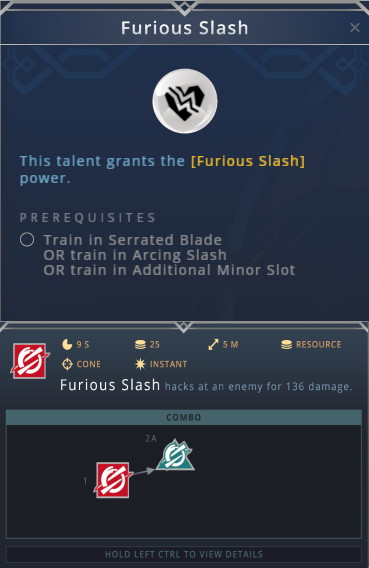 Furious Slash
This talent grants the [Furious Slash]
power.
PREREQUISITES
Train in Serrated Blade
OR train in Arcing Slash
OR train in Additional Minor Slot
9 S 25 5 M RESOURCE
CONE INSTANT
Furious Slash hacks at an enemy for 136 damage.
COMBO
2A
1
HOLD LEFT CTRL TO VIEW DETAILS